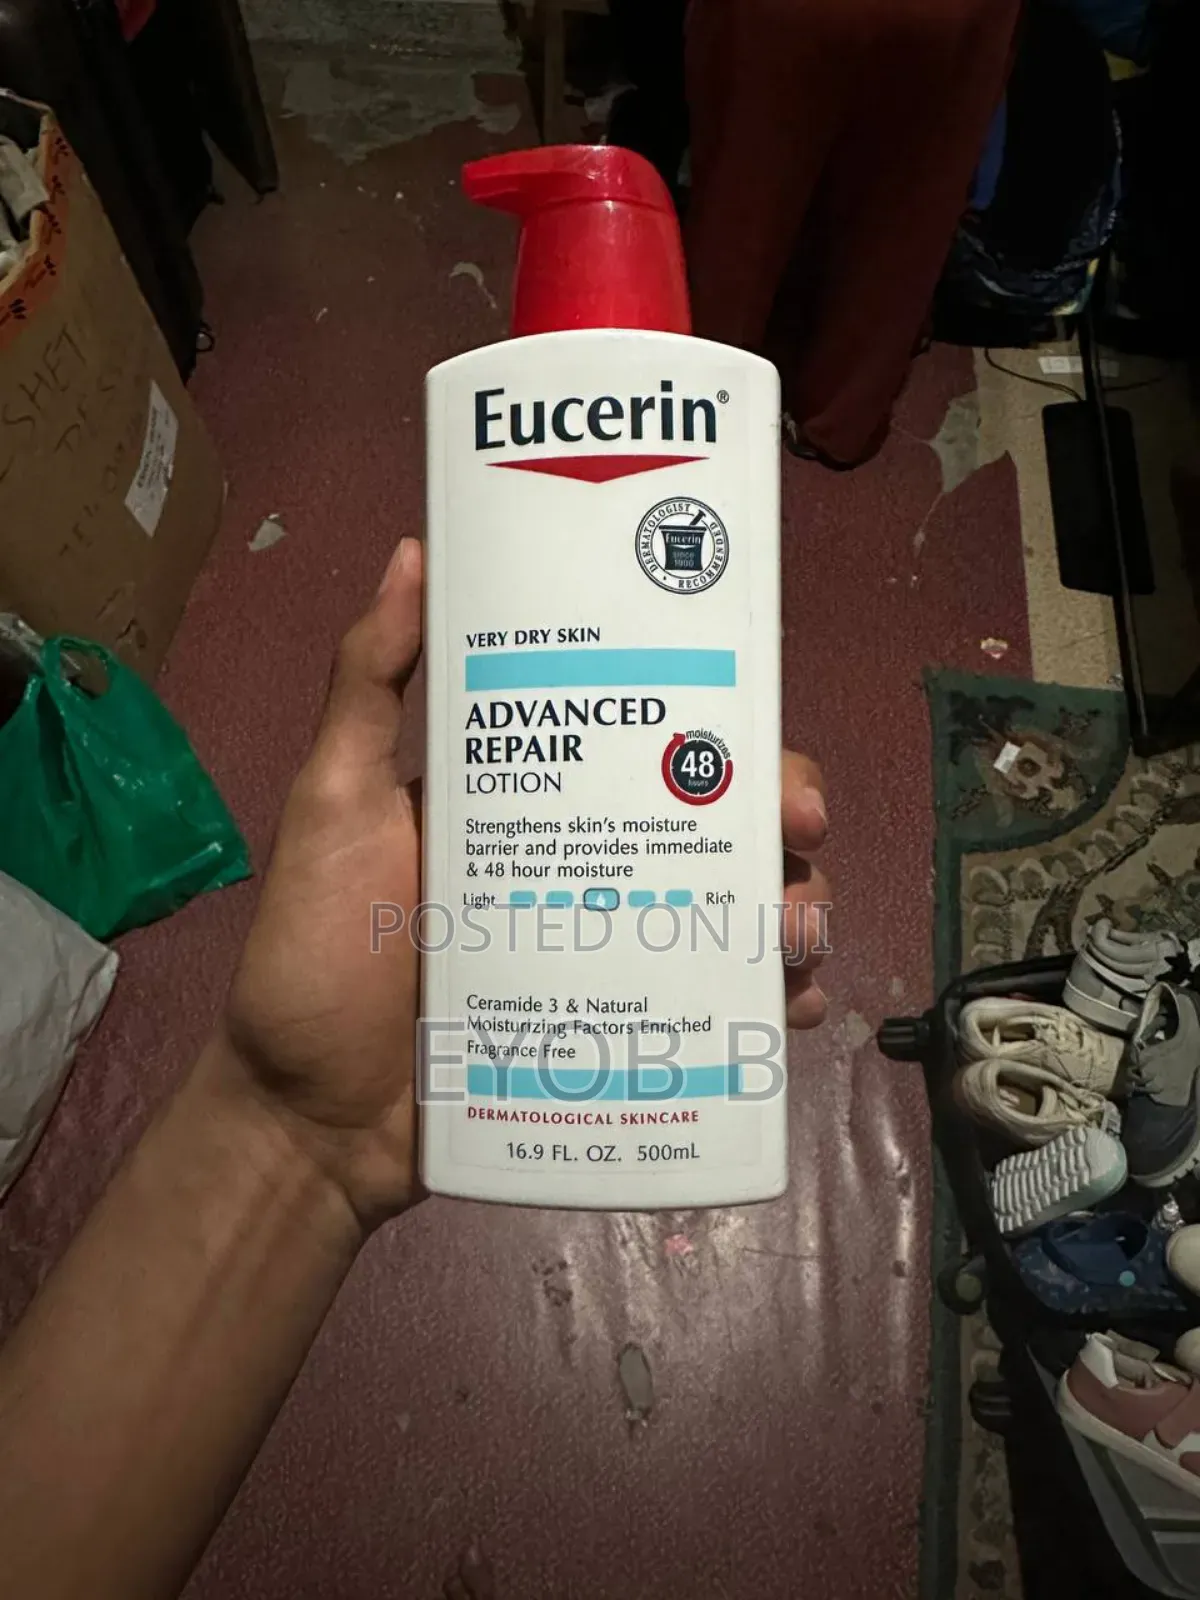 Eucerin®
DERMATOLOGIST RECOMMENDED
Eucerin
since
1900
VERY DRY SKIN
ADVANCED
REPAIR
LOTION
moisturizes
48
hours
Strengthens skin's moisture
barrier and provides immediate
& 48 hour moisture
Light Rich
POSTED ON JIJI
Ceramide 3 & Natural
Moisturizing Factors Enriched
Fragrance Free
EYOB B
DERMATOLOGICAL SKINCARE
16.9 FL. OZ. 500mL